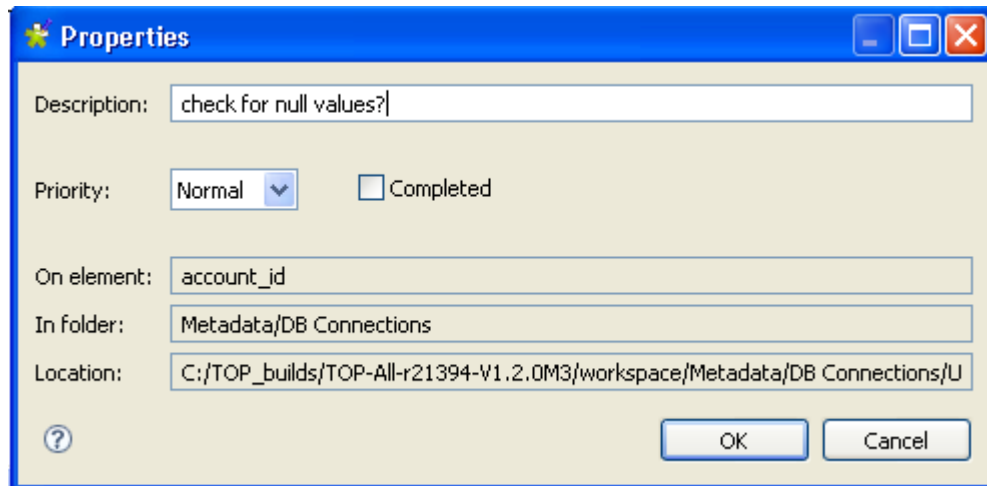 Properties
Description: check for null values?
Priority: Normal Completed
On element: account_id
In folder: Metadata/DB Connections
Location: C:/TOP_builds/TOP-All-r21394-V1.2.0M3/workspace/Metadata/DB Connections/U
?
OK Cancel